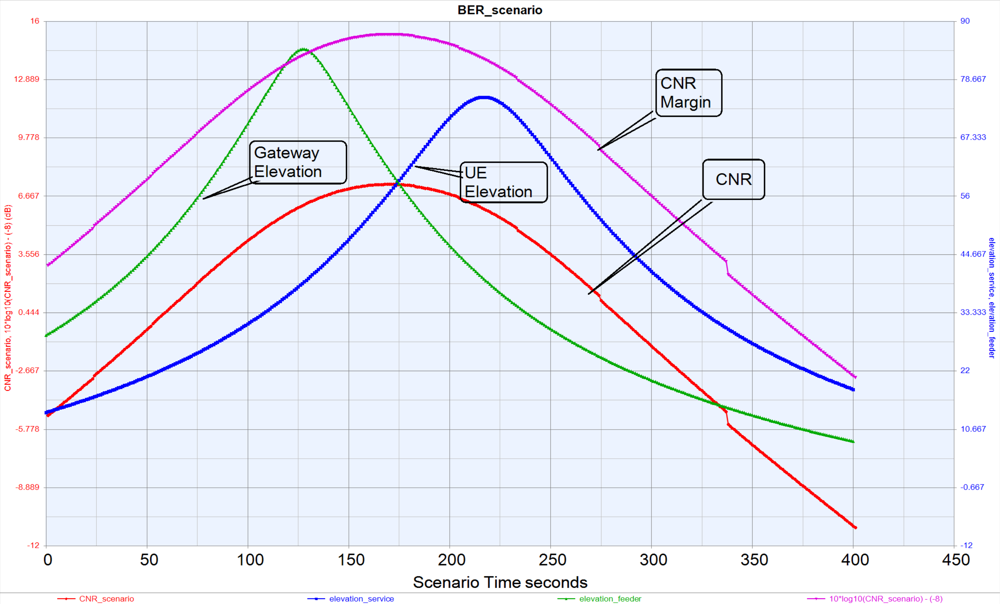 BER_scenario
16
12.889
9.778
6.667
3.556
0.444
-2.667
-5.778
-8.889
-12
CNR_scenario, 10*log10(CNR_scenario) - (-8) (dB)
Gateway
Elevation
UE
Elevation
CNR
Margin
CNR
90
78.667
67.333
56
44.667
33.333
22
10.667
-0.667
-12
elevation_service, elevation_feeder
0 50 100 150 200 250 300 350 400 450
Scenario Time seconds
CNR_scenario elevation_service elevation_feeder 10*log10(CNR_scenario) - (-8)